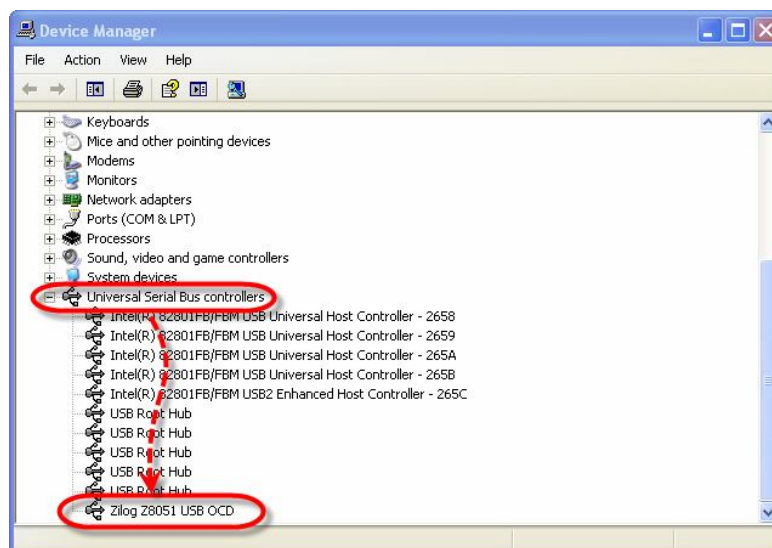 Device Manager
File Action View Help
Keyboards
Mice and other pointing devices
Modems
Monitors
Network adapters
Ports (COM & LPT)
Processors
Sound, video and game controllers
System devices
Universal Serial Bus controllers
Intel(R) 82801FB/FBM USB Universal Host Controller - 2658
Intel(R) 82801FB/FBM USB Universal Host Controller - 2659
Intel(R) 82801FB/FBM USB Universal Host Controller - 265A
Intel(R) 82801FB/FBM USB Universal Host Controller - 265B
Intel(R) 82801FB/FBM USB2 Enhanced Host Controller - 265C
USB Root Hub
USB Root Hub
USB Root Hub
USB Root Hub
USB Root Hub
Zilog Z8051 USB OCD